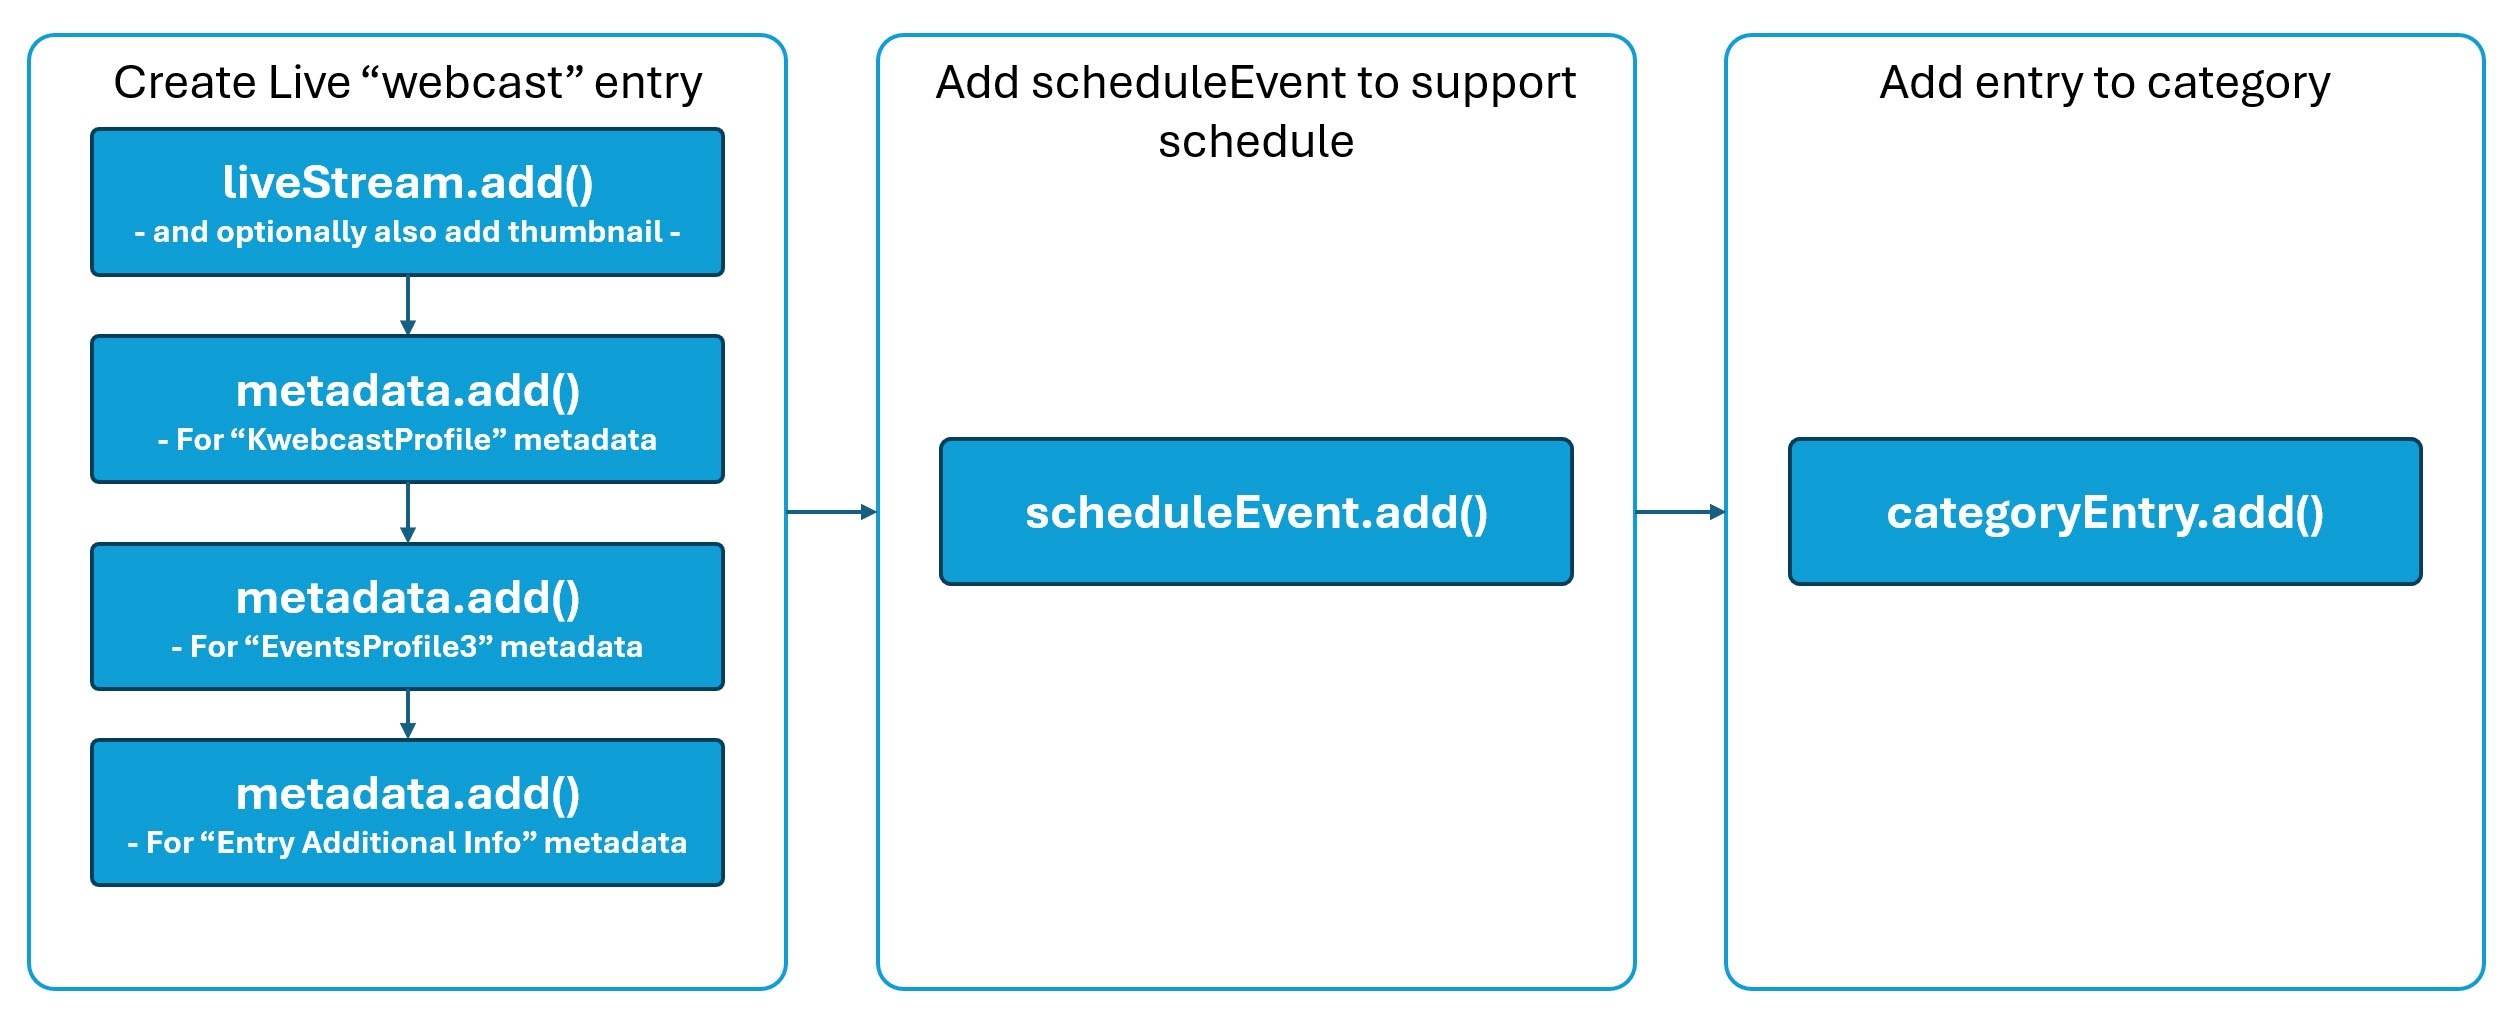 Create Live “webcast” entry
liveStream.add()
- and optionally also add thumbnail -
metadata.add()
- For “KwebcastProfile” metadata
metadata.add()
- For “EventsProfile3” metadata
metadata.add()
- For “Entry Additional Info” metadata
Add scheduleEvent to support
schedule
scheduleEvent.add()
Add entry to category
categoryEntry.add()